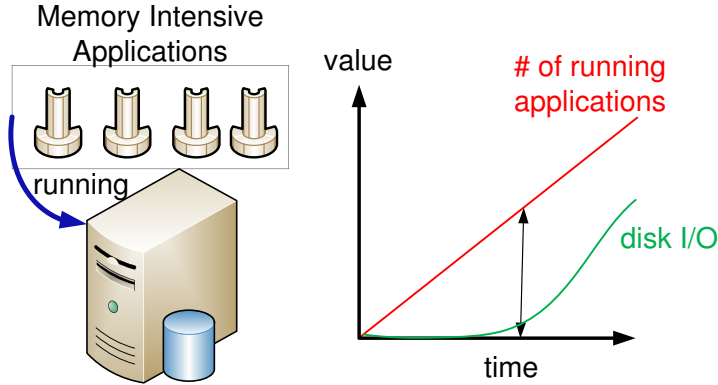 Memory Intensive
Applications
running
value
# of running
applications
disk I/O
time